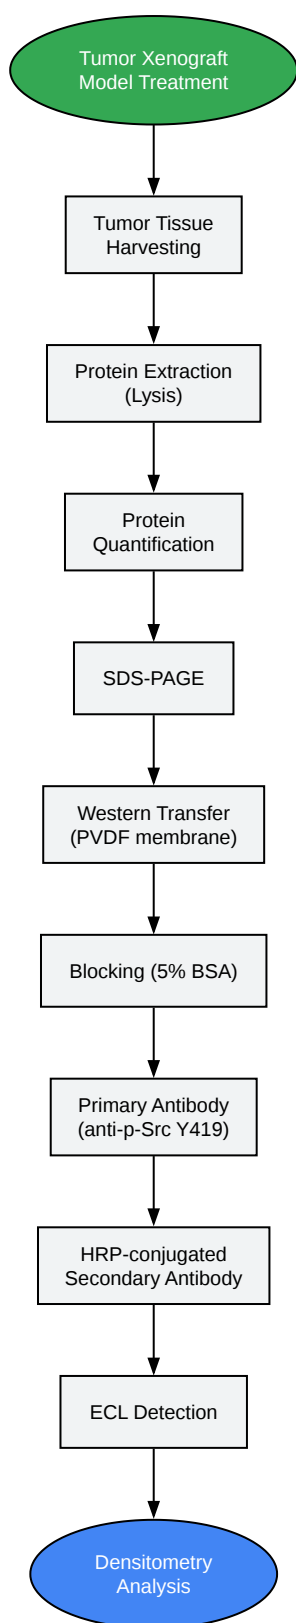 Tumor Xenograft
Model Treatment
Tumor Tissue
Harvesting
Protein Extraction
(Lysis)
Protein
Quantification
SDS-PAGE
Western Transfer
(PVDF membrane)
Blocking (5% BSA)
Primary Antibody
(anti-p-Src Y419)
HRP-conjugated
Secondary Antibody
ECL Detection
Densitometry
Analysis